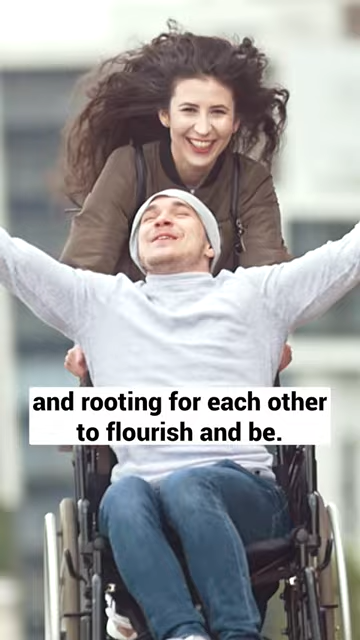 and rooting for each other
to flourish and be.